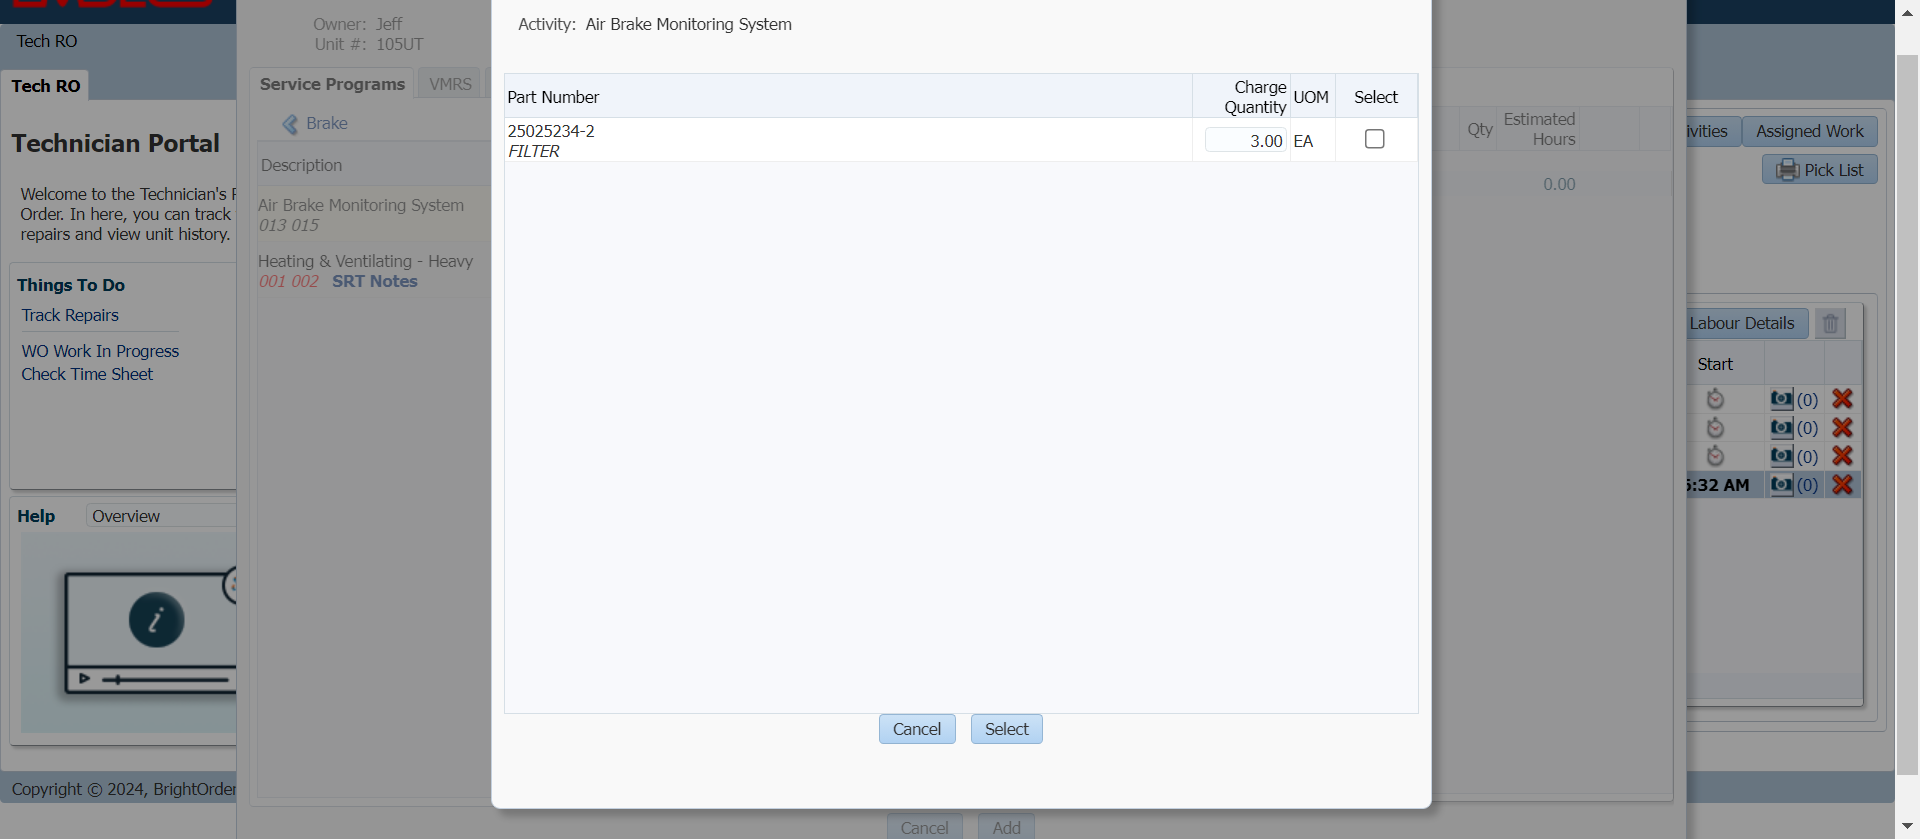 Tech RO
Tech RO
Technician Portal
Welcome to the Technician's
Order. In here, you can track
repairs and view unit history.
Things To Do
Track Repairs
WO Work In Progress
Check Time Sheet
Help Overview
Copyright © 2024, BrightOrder
Owner: Jeff
Unit #: 105UT
Service Programs VMRS
Brake
Description
Air Brake Monitoring System
013 015
Heating & Ventilating - Heavy
001 002 SRT Notes
Activity: Air Brake Monitoring System
Part Number Charge Quantity UOM Select
25025234-2 3.00 EA
FILTER
Cancel Select
Qty Estimated Hours
0.00
Cancel Add
Assigned Work
Pick List
Labour Details
Start
(0)
(0)
(0)
:32 AM (0)